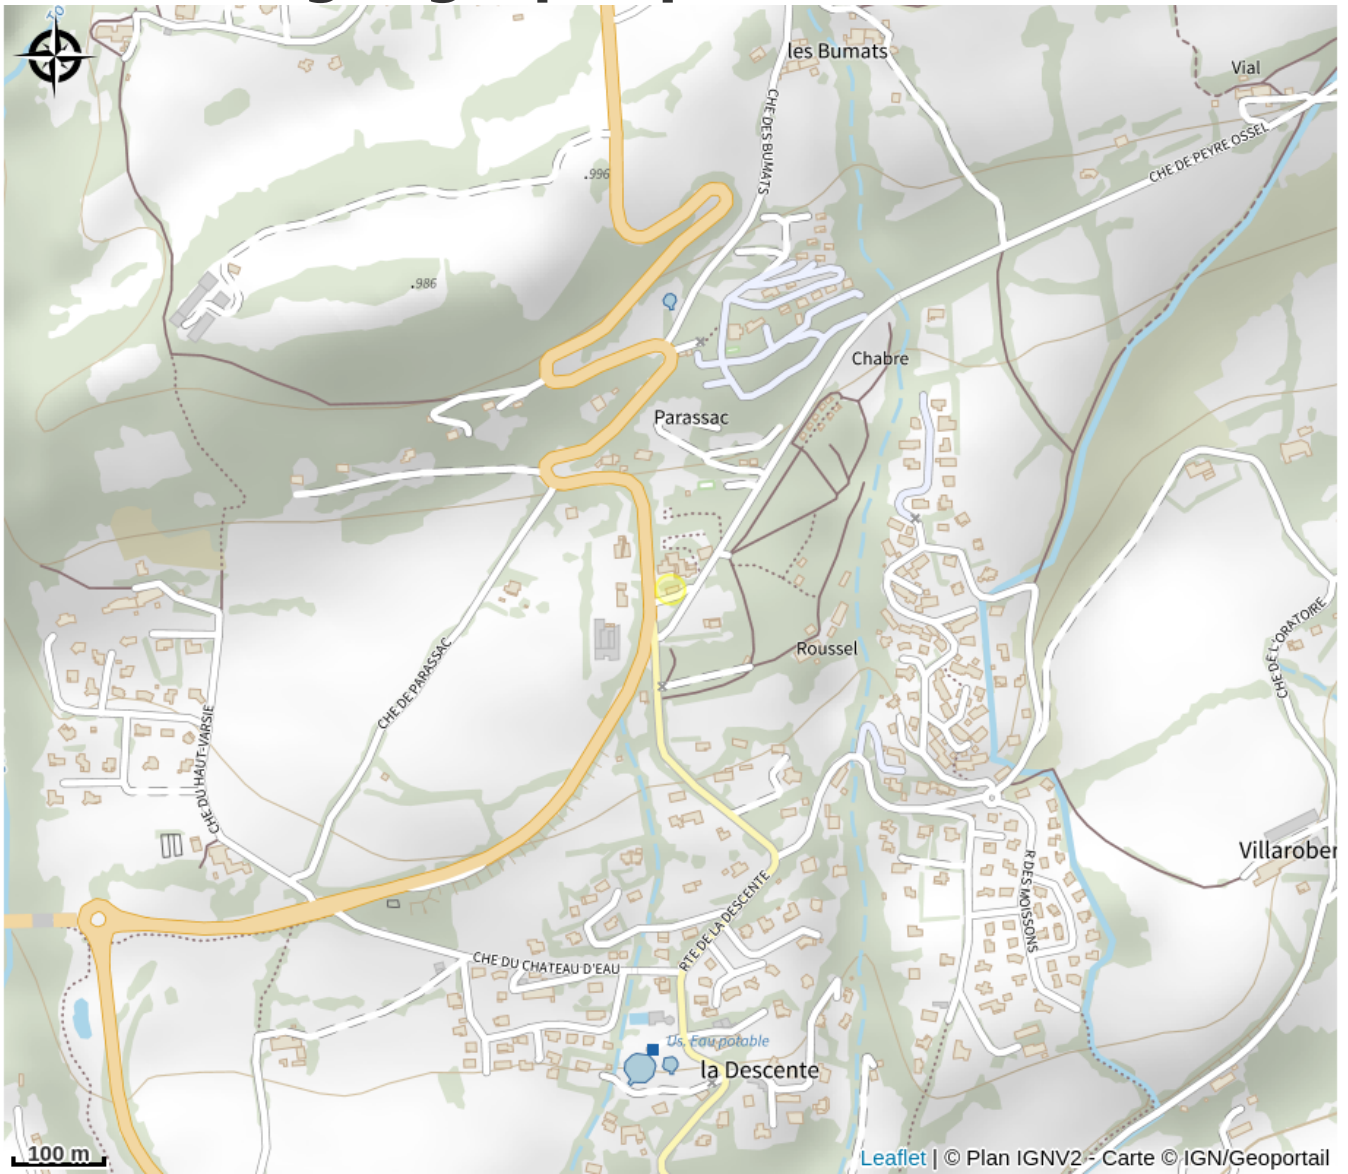 les Bumats
Vial
CHE DES BUMATS
CHE DE PEYRE OSSEL
.996
.986
Chabre
Parassac
CHE DE L'ORATOIRE
CHE DE PARASSAC
Roussel
CHE DU HAUT-VARSIE
Villarober
R DES MOISSONS
RTE DE LA DESCENTE
CHE DU CHATEAU D'EAU
Us. Eau potable
la Descente
100 m
Leaflet | © Plan IGNV2 - Carte © IGN/Geoportail